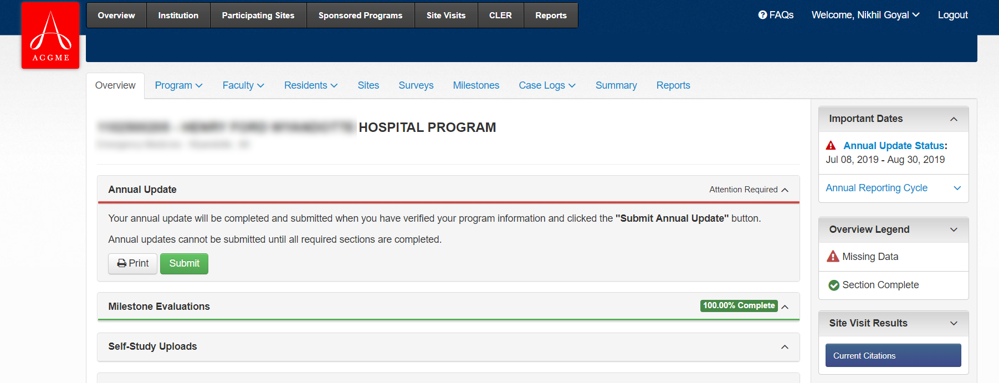 Overview Institution Participating Sites Sponsored Programs Site Visits CLER Reports
FAQs Welcome, Nikhil Goyal Logout
ACGME
Overview Program Faculty Residents Sites Surveys Milestones Case Logs Summary Reports
HOSPITAL PROGRAM
Annual Update Attention Required
Your annual update will be completed and submitted when you have verified your program information and clicked the "Submit Annual Update" button.
Annual updates cannot be submitted until all required sections are completed.
Print Submit
Milestone Evaluations 100.00% Complete
Self-Study Uploads
Important Dates
Annual Update Status:
Jul 08, 2019 - Aug 30, 2019
Annual Reporting Cycle
Overview Legend
Missing Data
Section Complete
Site Visit Results
Current Citations